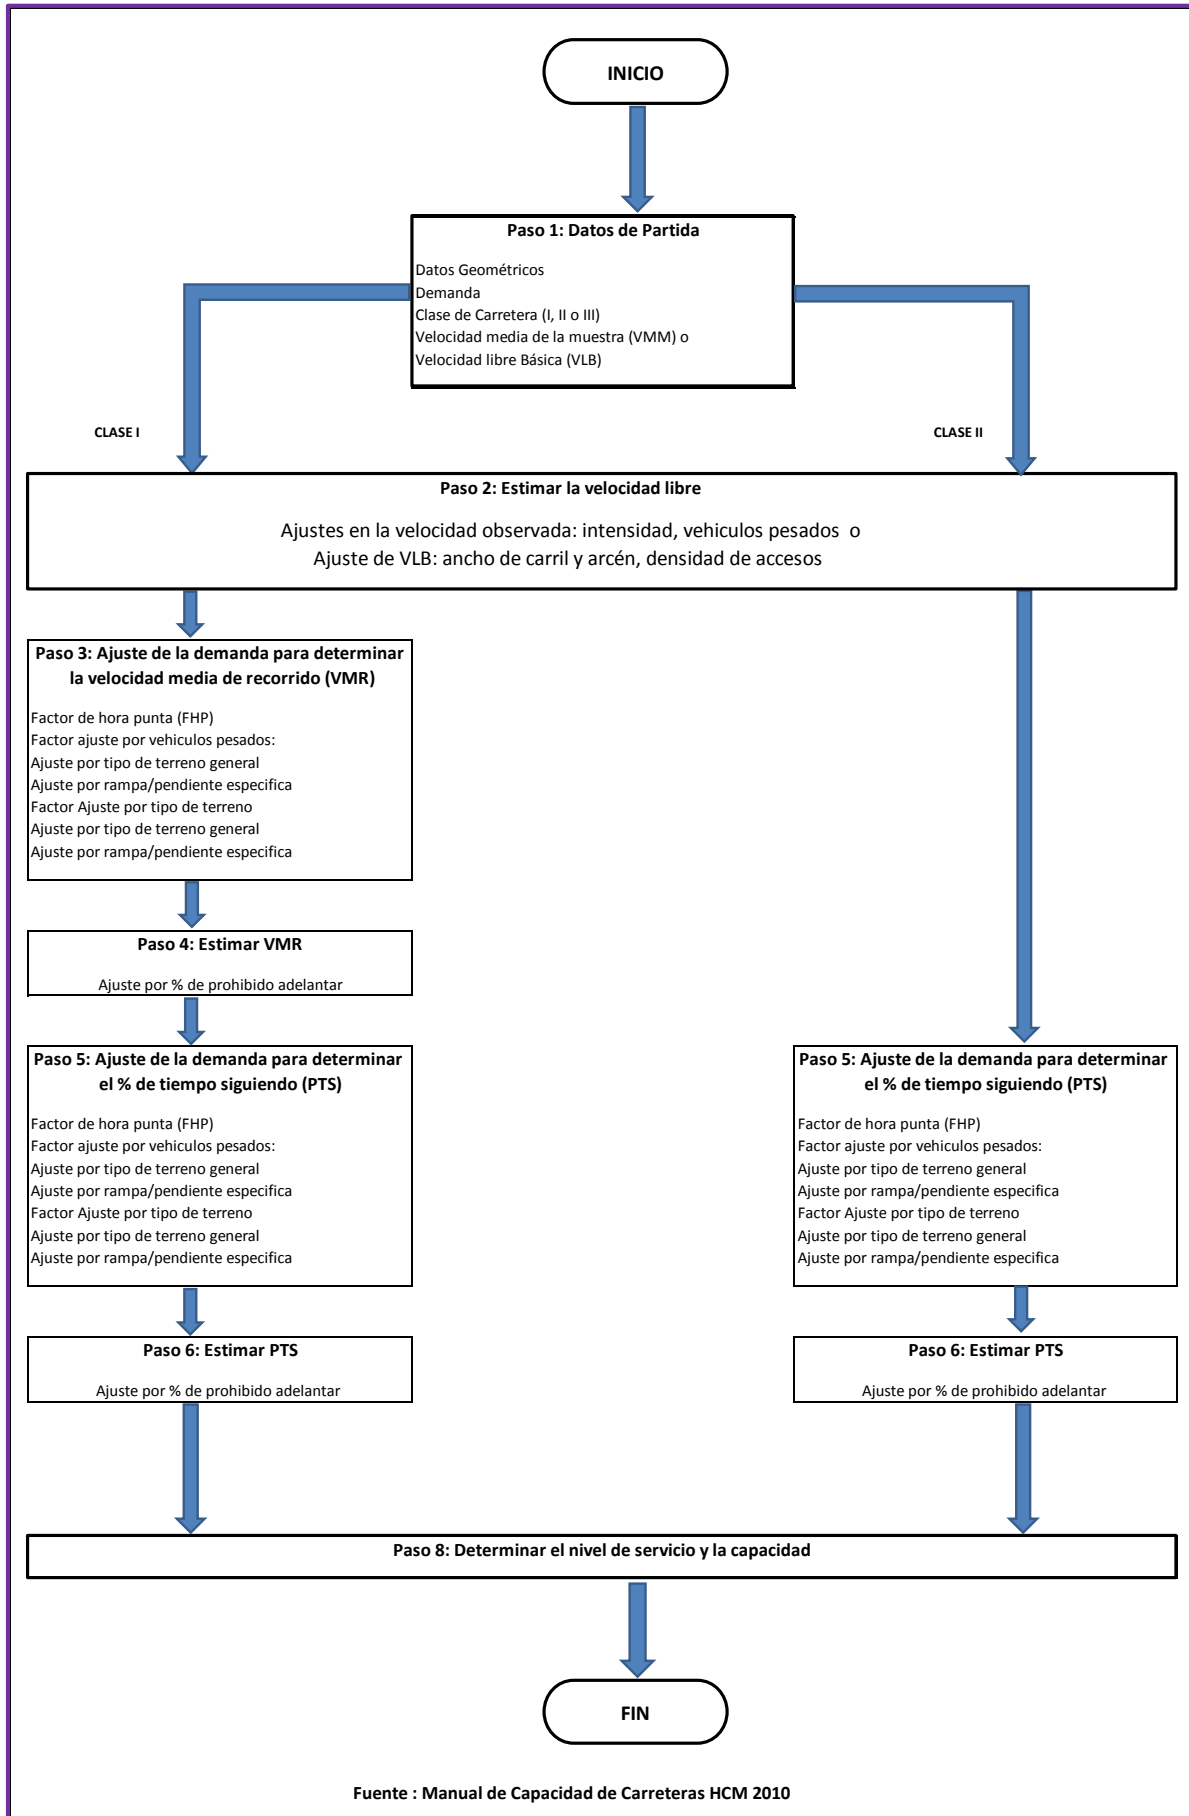 INICIO
Paso 1: Datos de Partida
Datos Geométricos
Demanda
Clase de Carretera (I, II o III)
Velocidad media de la muestra (VMM) o
Velocidad libre Básica (VLB)
CLASE I
CLASE II
Paso 2: Estimar la velocidad libre
Ajustes en la velocidad observada: intensidad, vehiculos pesados o
Ajuste de VLB: ancho de carril y arcén, densidad de accesos
Paso 3: Ajuste de la demanda para determinar
la velocidad media de recorrido (VMR)
Factor de hora punta (FHP)
Factor ajuste por vehiculos pesados:
Ajuste por tipo de terreno general
Ajuste por rampa/pendiente especifica
Factor Ajuste por tipo de terreno
Ajuste por tipo de terreno general
Ajuste por rampa/pendiente especifica
Paso 4: Estimar VMR
Ajuste por % de prohibido adelantar
Paso 5: Ajuste de la demanda para determinar
el % de tiempo siguiendo (PTS)
Factor de hora punta (FHP)
Factor ajuste por vehiculos pesados:
Ajuste por tipo de terreno general
Ajuste por rampa/pendiente especifica
Factor Ajuste por tipo de terreno
Ajuste por tipo de terreno general
Ajuste por rampa/pendiente especifica
Paso 6: Estimar PTS
Ajuste por % de prohibido adelantar
Paso 5: Ajuste de la demanda para determinar
el % de tiempo siguiendo (PTS)
Factor de hora punta (FHP)
Factor ajuste por vehiculos pesados:
Ajuste por tipo de terreno general
Ajuste por rampa/pendiente especifica
Factor Ajuste por tipo de terreno
Ajuste por tipo de terreno general
Ajuste por rampa/pendiente especifica
Paso 6: Estimar PTS
Ajuste por % de prohibido adelantar
Paso 8: Determinar el nivel de servicio y la capacidad
FIN
Fuente : Manual de Capacidad de Carreteras HCM 2010